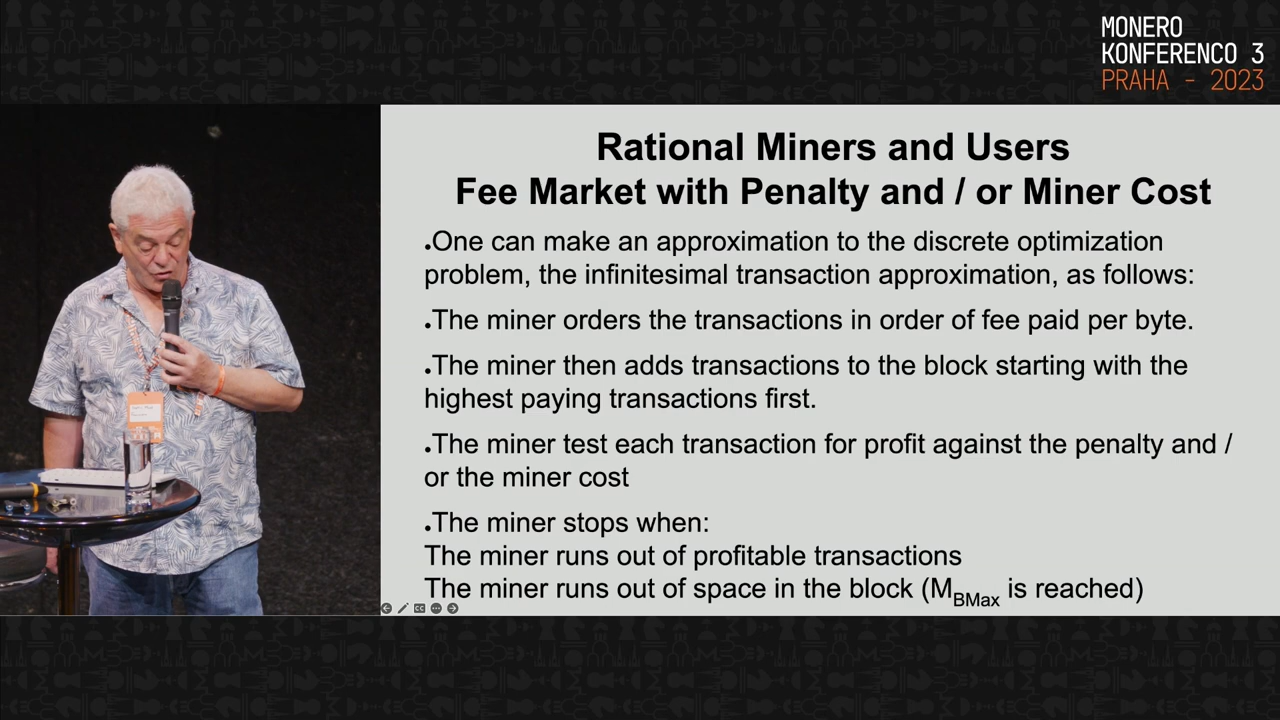 MONERO
KONFERENCO 3
PRAHA - 2023
Rational Miners and Users
Fee Market with Penalty and / or Miner Cost
.One can make an approximation to the discrete optimization
problem, the infinitesimal transaction approximation, as follows:
.The miner orders the transactions in order of fee paid per byte.
.The miner then adds transactions to the block starting with the
highest paying transactions first.
.The miner test each transaction for profit against the penalty and /
or the miner cost
.The miner stops when:
The miner runs out of profitable transactions
The miner runs out of space in the block (MBMax is reached)